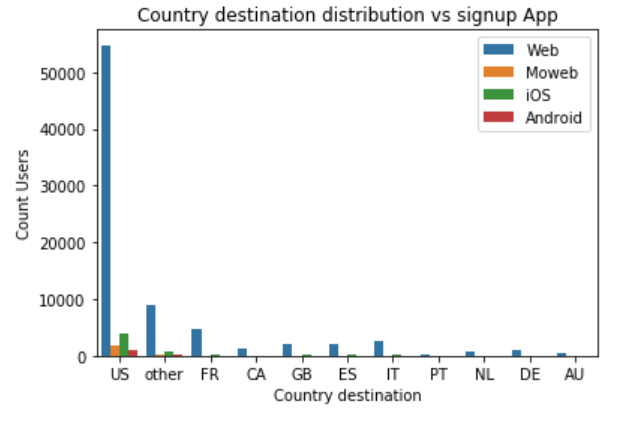 Country destination distribution vs signup App
Web
Moweb
iOS
Android
50000
40000
30000
20000
10000
0
Count Users
US other FR CA GB ES IT PT NL DE AU
Country destination